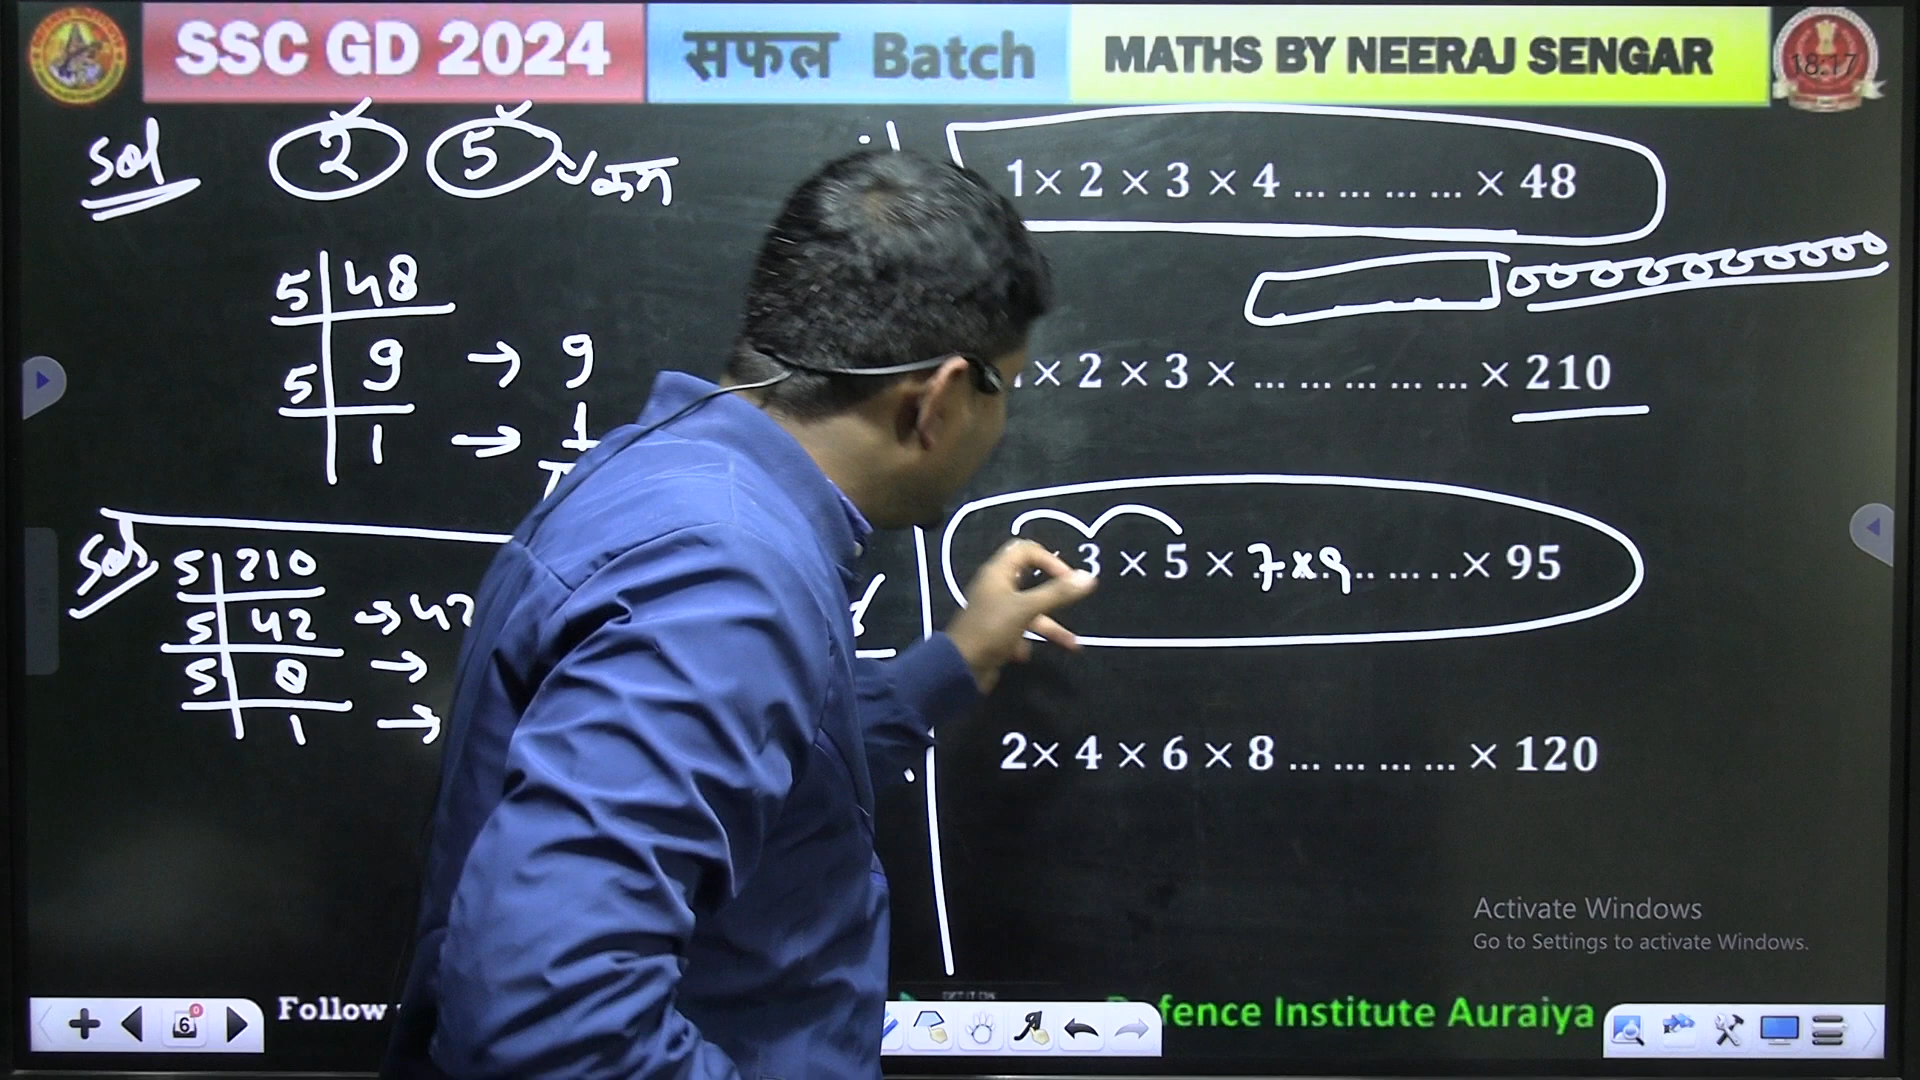 SSC GD 2024 सफल Batch MATHS BY NEERAJ SENGAR
18:17
Sol 2 5 कम
1× 2 × 3 × 4 ... ... ... ... × 48
5 48
5 9 → 9
1 → 1
× 2 × 3 × ... ... ... ... ... × 210
Sol
5 210
5 42 → 42
5 8 →
1 →
3 × 5 × 7 × 9 ... ... × 95
2× 4 × 6 × 8 ... ... ... ... × 120
Activate Windows
Go to Settings to activate Windows.
6 0
Follow
fence Institute Auraiya